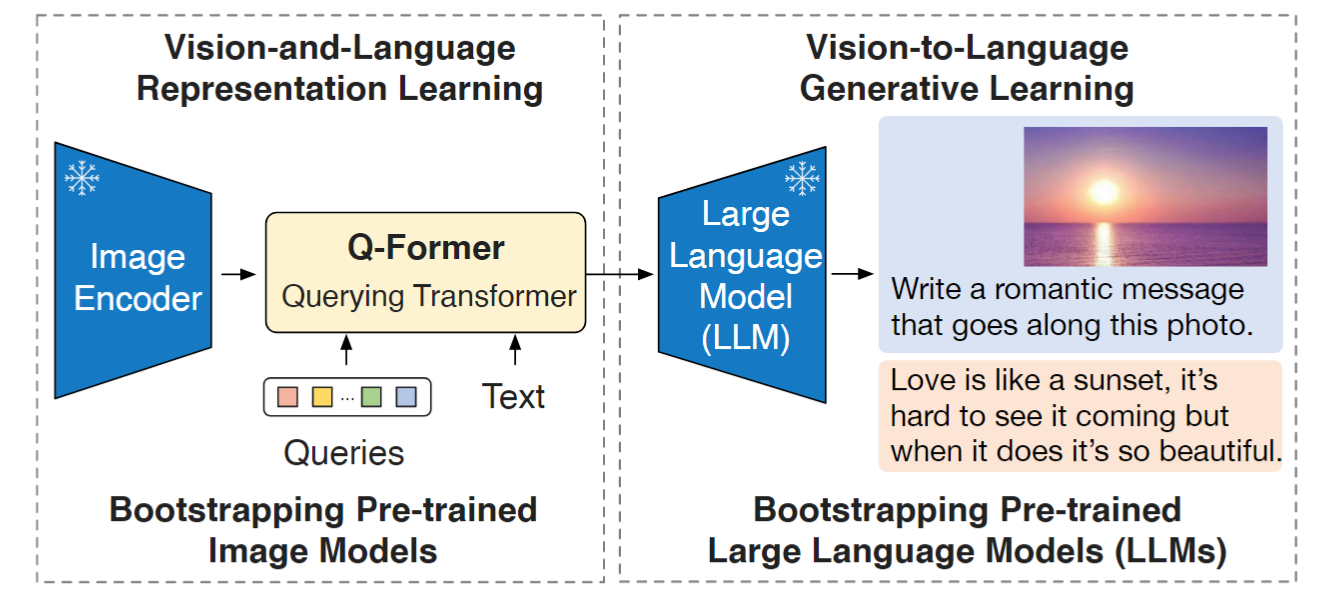 Vision-and-Language
Representation Learning
Image
Encoder
Q-Former
Querying Transformer
...
Queries
Text
Bootstrapping Pre-trained
Image Models
Vision-to-Language
Generative Learning
Large
Language
Model
(LLM)
Write a romantic message
that goes along this photo.
Love is like a sunset, it's
hard to see it coming but
when it does it's so beautiful.
Bootstrapping Pre-trained
Large Language Models (LLMs)